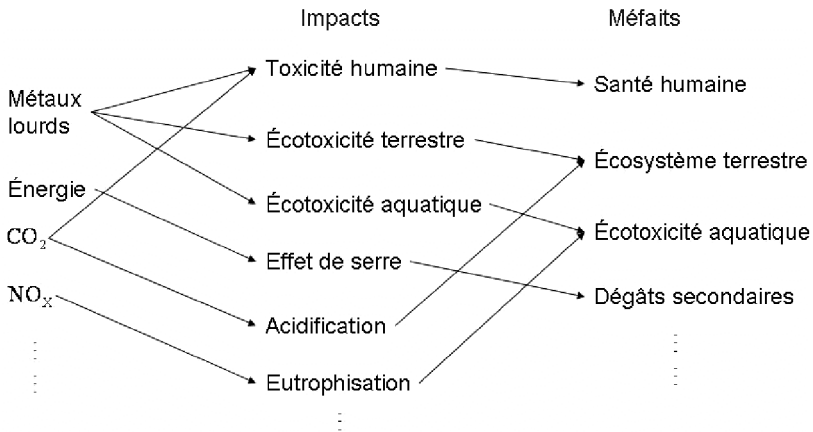 Impacts
Méfaits
Métaux
lourds
Énergie
CO₂
NOₓ
Toxicité humaine
Écotoxicité terrestre
Écotoxicité aquatique
Effet de serre
Acidification
Eutrophisation
Santé humaine
Écosystème terrestre
Écotoxicité aquatique
Dégâts secondaires